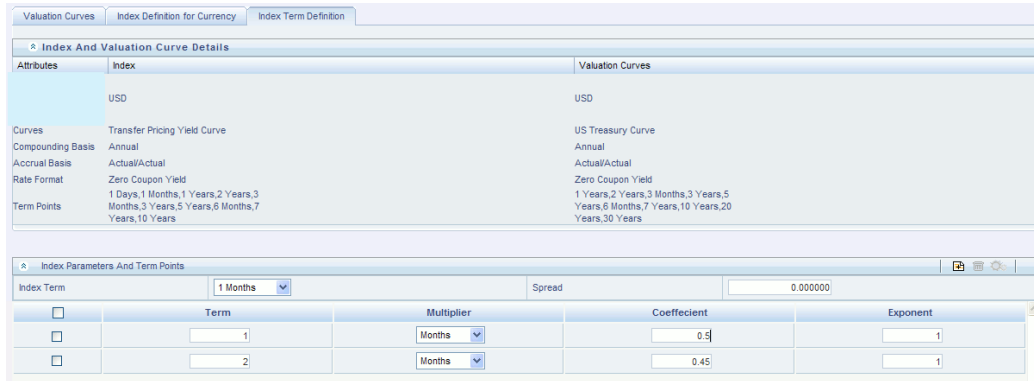 Valuation Curves Index Definition for Currency Index Term Definition
Index And Valuation Curve Details
Attributes Index Valuation Curves
USD USD
Curves Transfer Pricing Yield Curve US Treasury Curve
Compounding Basis Annual Annual
Accrual Basis Actual/Actual Actual/Actual
Rate Format Zero Coupon Yield Zero Coupon Yield
1 Days,1 Months,1 Years,2 Years,3 1 Years,2 Years,3 Months,3 Years,5
Term Points Months,3 Years,5 Years,6 Months,7 Years,6 Months,7 Years,10 Years,20
Years,10 Years Years,30 Years
Index Parameters And Term Points
Index Term 1 Months Spread 0.000000
Term Multiplier Coeffecient Exponent
1 Months 0.5 1
2 Months 0.45 1